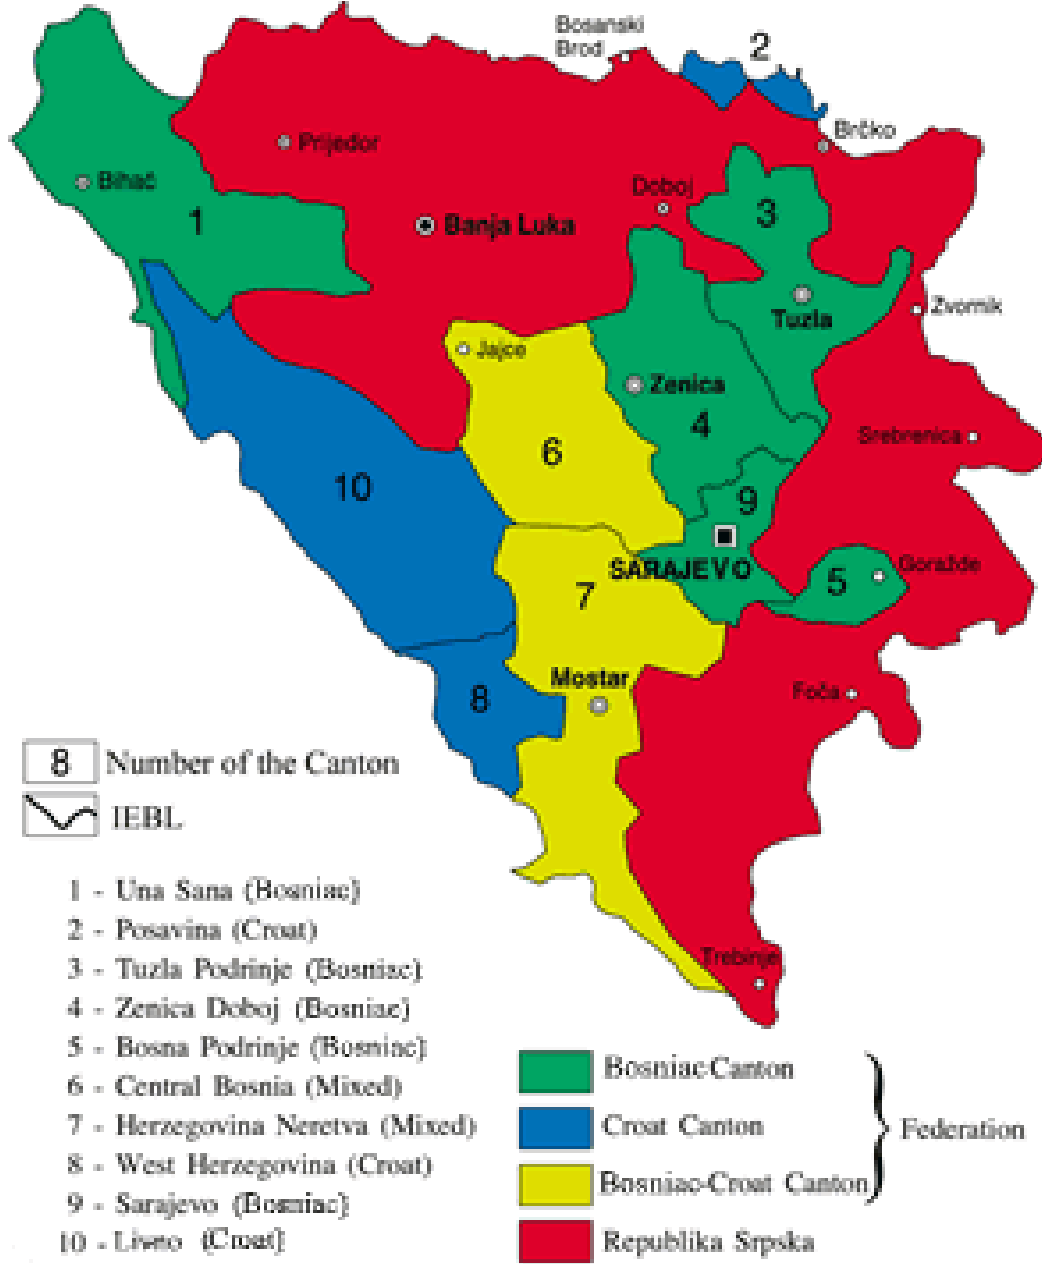 Bosanski
Brod
2
Brčko
Prijedor
Bihać
Doboj
1
3
Banja Luka
Zvornik
Tuzla
Jajce
Zenica
4
Srebrenica
6
10
9
SARAJEVO
Goražde
5
7
Mostar
8
Foča
8 Number of the Canton
IEBL
1 - Una Sana (Bosniac)
2 - Posavina (Croat)
3 - Tuzla Podrinje (Bosniac)
4 - Zenica Doboj (Bosniac)
5 - Bosna Podrinje (Bosniac)
6 - Central Bosnia (Mixed)
7 - Herzegovina Neretva (Mixed)
8 - West Herzegovina (Croat)
9 - Sarajevo (Bosniac)
10 - Livno (Croat)
Trebinje
Bosniac-Canton
Croat Canton
Bosniac-Croat Canton
Federation
Republika Srpska